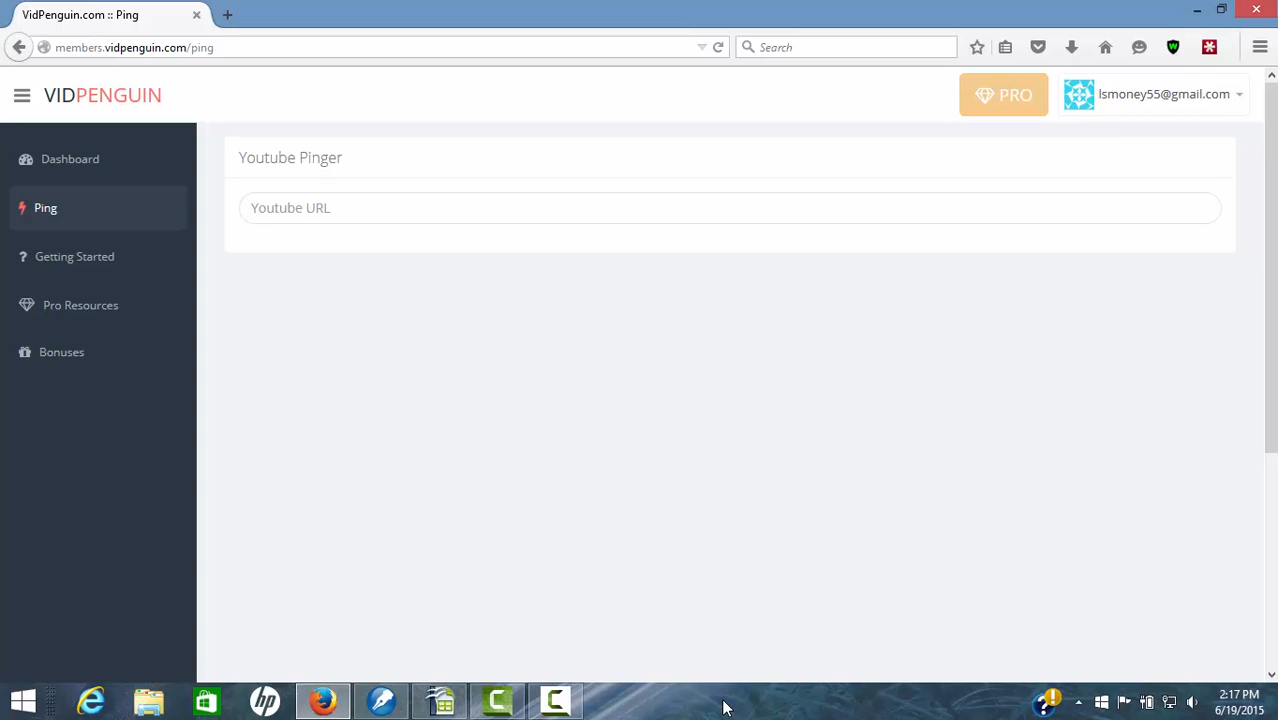 VidPenguin.com :: Ping
members.vidpenguin.com/ping
Search
VIDPENGUIN
PRO
lsmoney55@gmail.com
Dashboard
Youtube Pinger
Ping
Youtube URL
Getting Started
Pro Resources
Bonuses
2:17 PM
6/19/2015